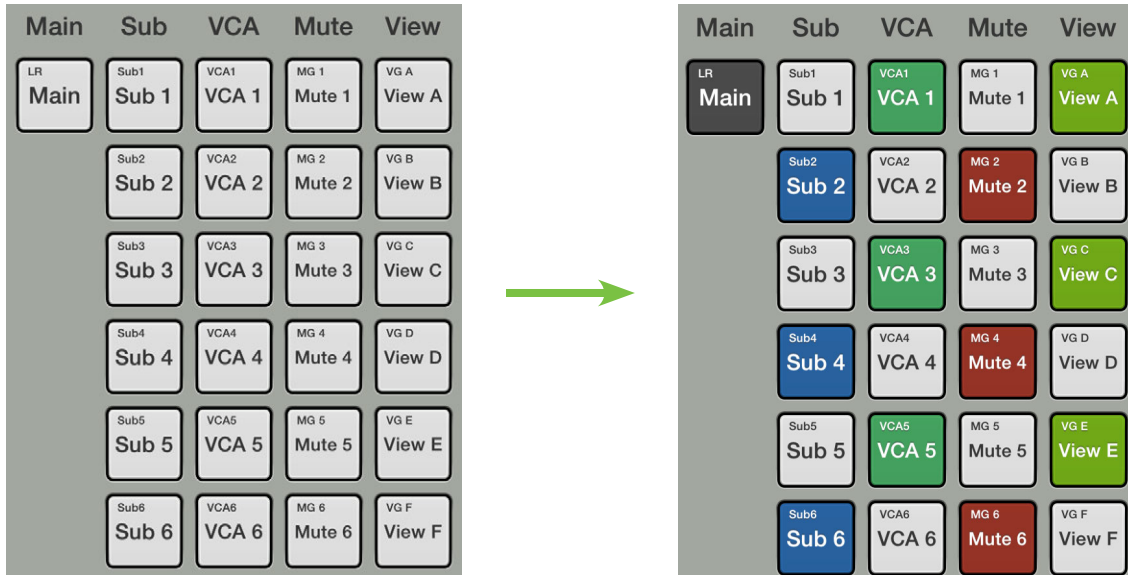 Main Sub VCA Mute View
LR Sub1 VCA1 MG 1 VG A
Main Sub 1 VCA 1 Mute 1 View A
Sub2 VCA2 MG 2 VG B
Sub 2 VCA 2 Mute 2 View B
Sub3 VCA3 MG 3 VG C
Sub 3 VCA 3 Mute 3 View C
Sub4 VCA4 MG 4 VG D
Sub 4 VCA 4 Mute 4 View D
Sub5 VCA5 MG 5 VG E
Sub 5 VCA 5 Mute 5 View E
Sub6 VCA6 MG 6 VG F
Sub 6 VCA 6 Mute 6 View F
Main Sub VCA Mute View
LR Sub1 VCA1 MG 1 VG A
Main Sub 1 VCA 1 Mute 1 View A
Sub2 VCA2 MG 2 VG B
Sub 2 VCA 2 Mute 2 View B
Sub3 VCA3 MG 3 VG C
Sub 3 VCA 3 Mute 3 View C
Sub4 VCA4 MG 4 VG D
Sub 4 VCA 4 Mute 4 View D
Sub5 VCA5 MG 5 VG E
Sub 5 VCA 5 Mute 5 View E
Sub6 VCA6 MG 6 VG F
Sub 6 VCA 6 Mute 6 View F